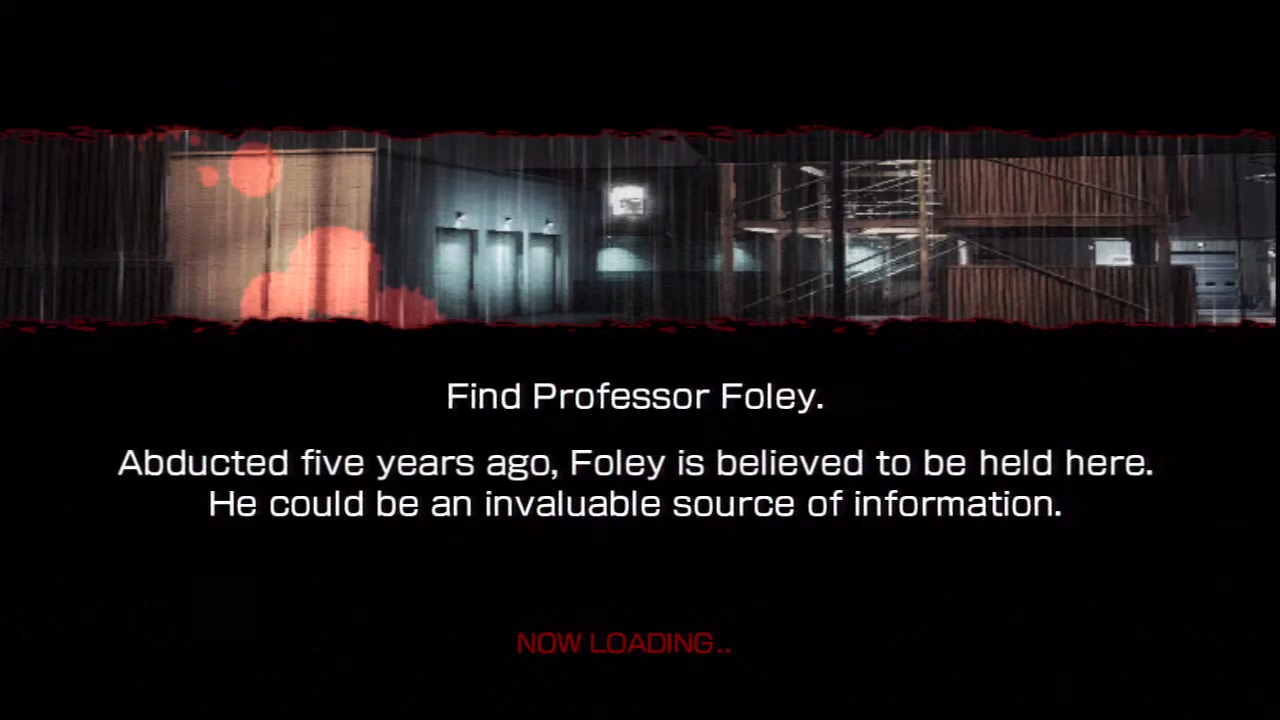 Find Professor Foley.
Abducted five years ago, Foley is believed to be held here.
He could be an invaluable source of information.
NOW LOADING..